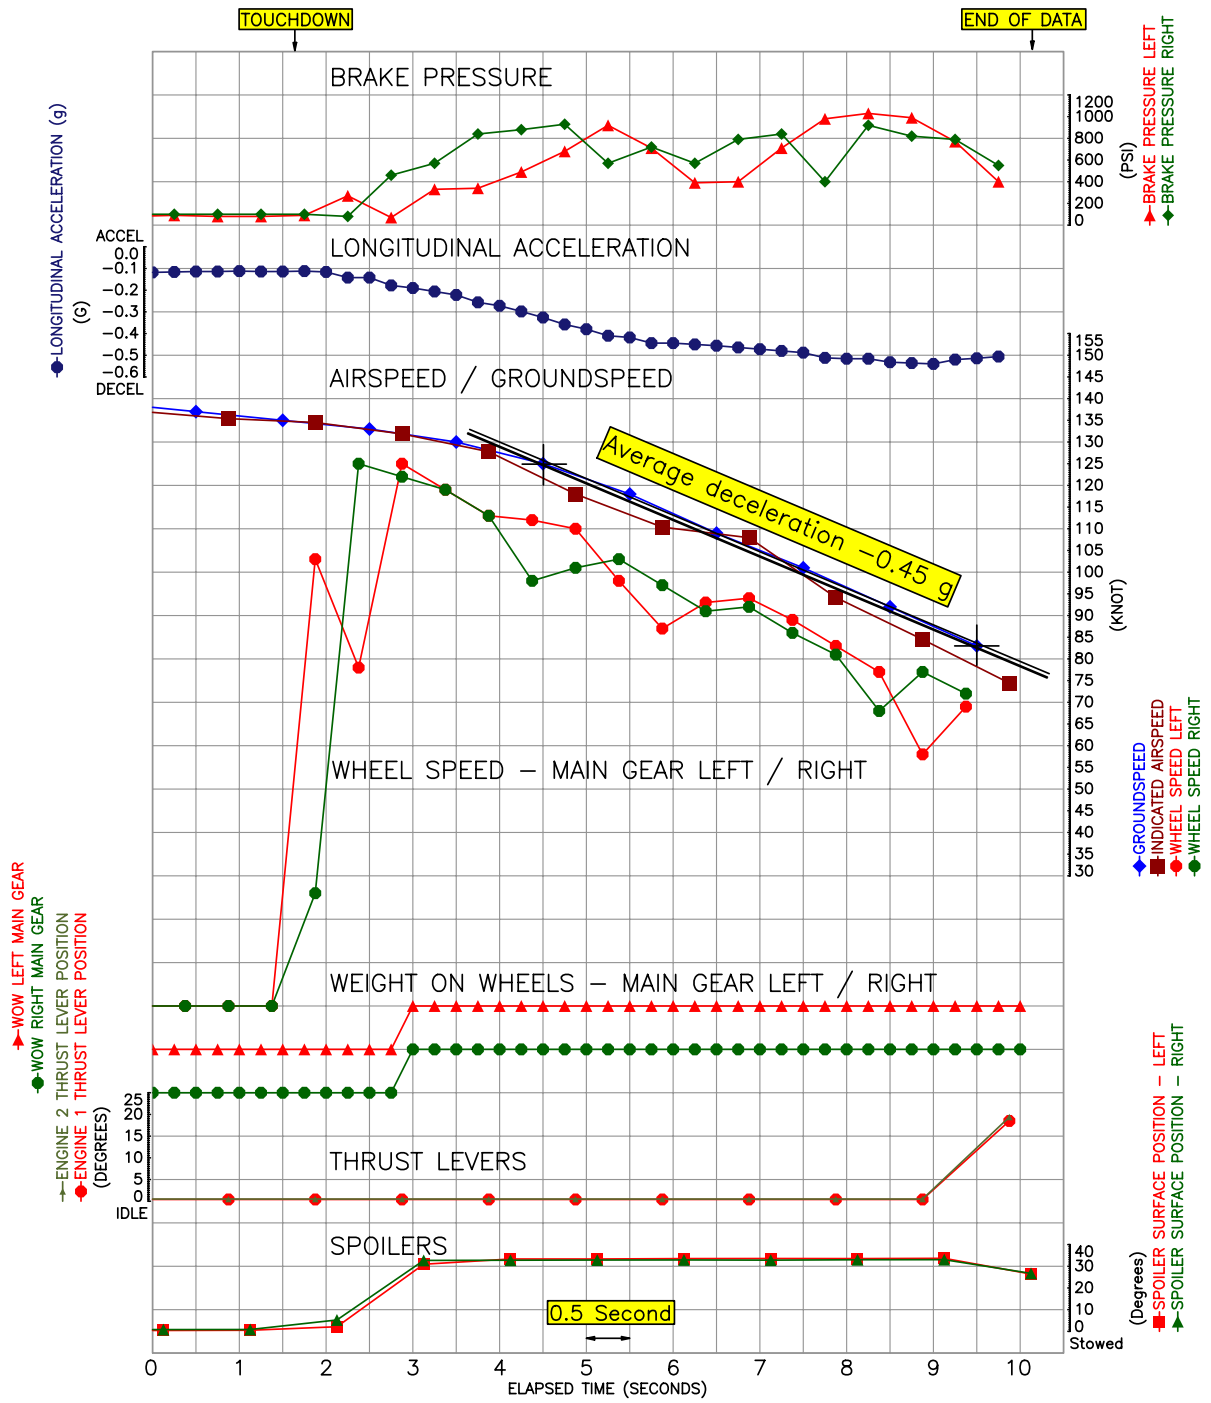 TOUCHDOWN
END OF DATA
BRAKE PRESSURE
1200
1000
800
600
400
200
0
(PSI)
BRAKE PRESSURE LEFT
BRAKE PRESSURE RIGHT
LONGITUDINAL ACCELERATION (g)
(G)
ACCEL
0.0
-0.1
-0.2
-0.3
-0.4
-0.5
-0.6
DECEL
LONGITUDINAL ACCELERATION
AIRSPEED / GROUNDSPEED
155
150
145
140
135
130
125
120
115
110
105
100
95
90
85
80
75
70
65
60
55
50
45
40
35
30
(KNOT)
Average deceleration -0.45 g
WHEEL SPEED - MAIN GEAR LEFT / RIGHT
GROUNDSPEED
INDICATED AIRSPEED
WHEEL SPEED LEFT
WHEEL SPEED RIGHT
WOW LEFT MAIN GEAR
WOW RIGHT MAIN GEAR
ENGINE 2 THRUST LEVER POSITION
ENGINE 1 THRUST LEVER POSITION
(DEGREES)
WEIGHT ON WHEELS - MAIN GEAR LEFT / RIGHT
25
20
15
10
5
0
IDLE
THRUST LEVERS
SPOILERS
40
30
20
10
0
Stowed
(Degrees)
SPOILER SURFACE POSITION - LEFT
SPOILER SURFACE POSITION - RIGHT
0.5 Second
0 1 2 3 4 5 6 7 8 9 10
ELAPSED TIME (SECONDS)